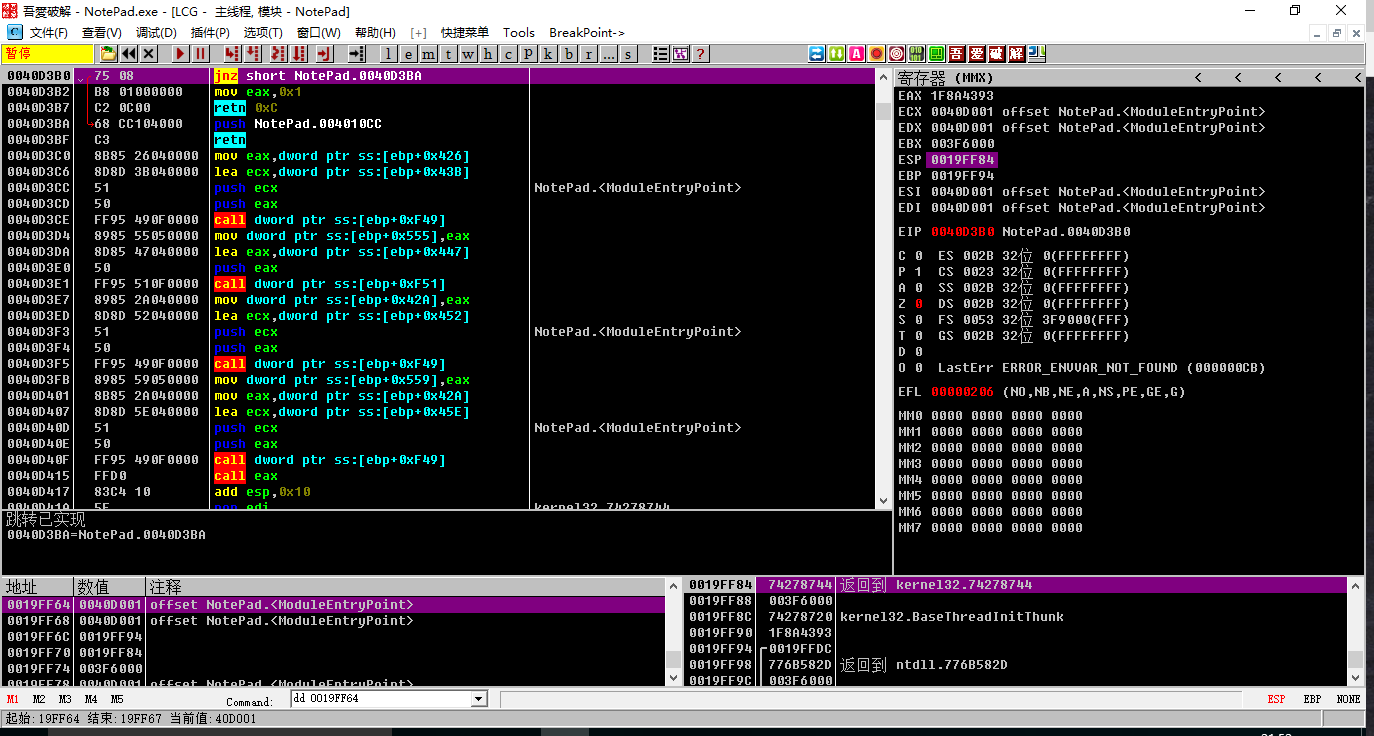 吾爱破解 - NotePad.exe - [LCG - 主线程, 模块 - NotePad]
文件(F) 查看(V) 调试(D) 插件(P) 选项(T) 窗口(W) 帮助(H) [+] 快捷菜单 Tools BreakPoint->
暂停 l e m t w h c p k b r ... s ? 吾 爱 破 解
0040D3B0 75 08 jnz short NotePad.0040D3BA
0040D3B2 B8 01000000 mov eax,0x1
0040D3B7 C2 0C00 retn 0xC
0040D3BA 68 CC104000 push NotePad.004010CC
0040D3BF C3 retn
0040D3C0 8B85 26040000 mov eax,dword ptr ss:[ebp+0x426]
0040D3C6 8D8D 3B040000 lea ecx,dword ptr ss:[ebp+0x43B]
0040D3CC 51 push ecx NotePad.<ModuleEntryPoint>
0040D3CD 50 push eax
0040D3CE FF95 490F0000 call dword ptr ss:[ebp+0xF49]
0040D3D4 8985 55050000 mov dword ptr ss:[ebp+0x555],eax
0040D3DA 8D85 47040000 lea eax,dword ptr ss:[ebp+0x447]
0040D3E0 50 push eax
0040D3E1 FF95 510F0000 call dword ptr ss:[ebp+0xF51]
0040D3E7 8985 2A040000 mov dword ptr ss:[ebp+0x42A],eax
0040D3ED 8D8D 52040000 lea ecx,dword ptr ss:[ebp+0x452]
0040D3F3 51 push ecx NotePad.<ModuleEntryPoint>
0040D3F4 50 push eax
0040D3F5 FF95 490F0000 call dword ptr ss:[ebp+0xF49]
0040D3FB 8985 59050000 mov dword ptr ss:[ebp+0x559],eax
0040D401 8B85 2A040000 mov eax,dword ptr ss:[ebp+0x42A]
0040D407 8D8D 5E040000 lea ecx,dword ptr ss:[ebp+0x45E]
0040D40D 51 push ecx NotePad.<ModuleEntryPoint>
0040D40E 50 push eax
0040D40F FF95 490F0000 call dword ptr ss:[ebp+0xF49]
0040D415 FFD0 call eax
0040D417 83C4 10 add esp,0x10
0040D41A 5F pop edi kernel32.74278744
跳转已实现
0040D3BA=NotePad.0040D3BA
寄存器 (MMX) < < < < <
EAX 1F8A4393
ECX 0040D001 offset NotePad.<ModuleEntryPoint>
EDX 0040D001 offset NotePad.<ModuleEntryPoint>
EBX 003F6000
ESP 0019FF84
EBP 0019FF94
ESI 0040D001 offset NotePad.<ModuleEntryPoint>
EDI 0040D001 offset NotePad.<ModuleEntryPoint>
EIP 0040D3B0 NotePad.0040D3B0
C 0 ES 002B 32位 0(FFFFFFFF)
P 1 CS 0023 32位 0(FFFFFFFF)
A 0 SS 002B 32位 0(FFFFFFFF)
Z 0 DS 002B 32位 0(FFFFFFFF)
S 0 FS 0053 32位 3F9000(FFF)
T 0 GS 002B 32位 0(FFFFFFFF)
D 0
O 0 LastErr ERROR_ENVVAR_NOT_FOUND (000000CB)
EFL 00000206 (NO,NB,NE,A,NS,PE,GE,G)
MM0 0000 0000 0000 0000
MM1 0000 0000 0000 0000
MM2 0000 0000 0000 0000
MM3 0000 0000 0000 0000
MM4 0000 0000 0000 0000
MM5 0000 0000 0000 0000
MM6 0000 0000 0000 0000
MM7 0000 0000 0000 0000
地址 数值 注释
0019FF64 0040D001 offset NotePad.<ModuleEntryPoint>
0019FF68 0040D001 offset NotePad.<ModuleEntryPoint>
0019FF6C 0019FF94
0019FF70 0019FF84
0019FF74 003F6000
0019FF78 0040D001 offset NotePad.<ModuleEntryPoint>
0019FF84 74278744 返回到 kernel32.74278744
0019FF88 003F6000
0019FF8C 74278720 kernel32.BaseThreadInitThunk
0019FF90 1F8A4393
0019FF94 0019FFDC
0019FF98 776B582D 返回到 ntdll.776B582D
0019FF9C 003F6000
M1 M2 M3 M4 M5 Command: dd 0019FF64 ESP EBP NONE
起始:19FF64 结束:19FF67 当前值:40D001